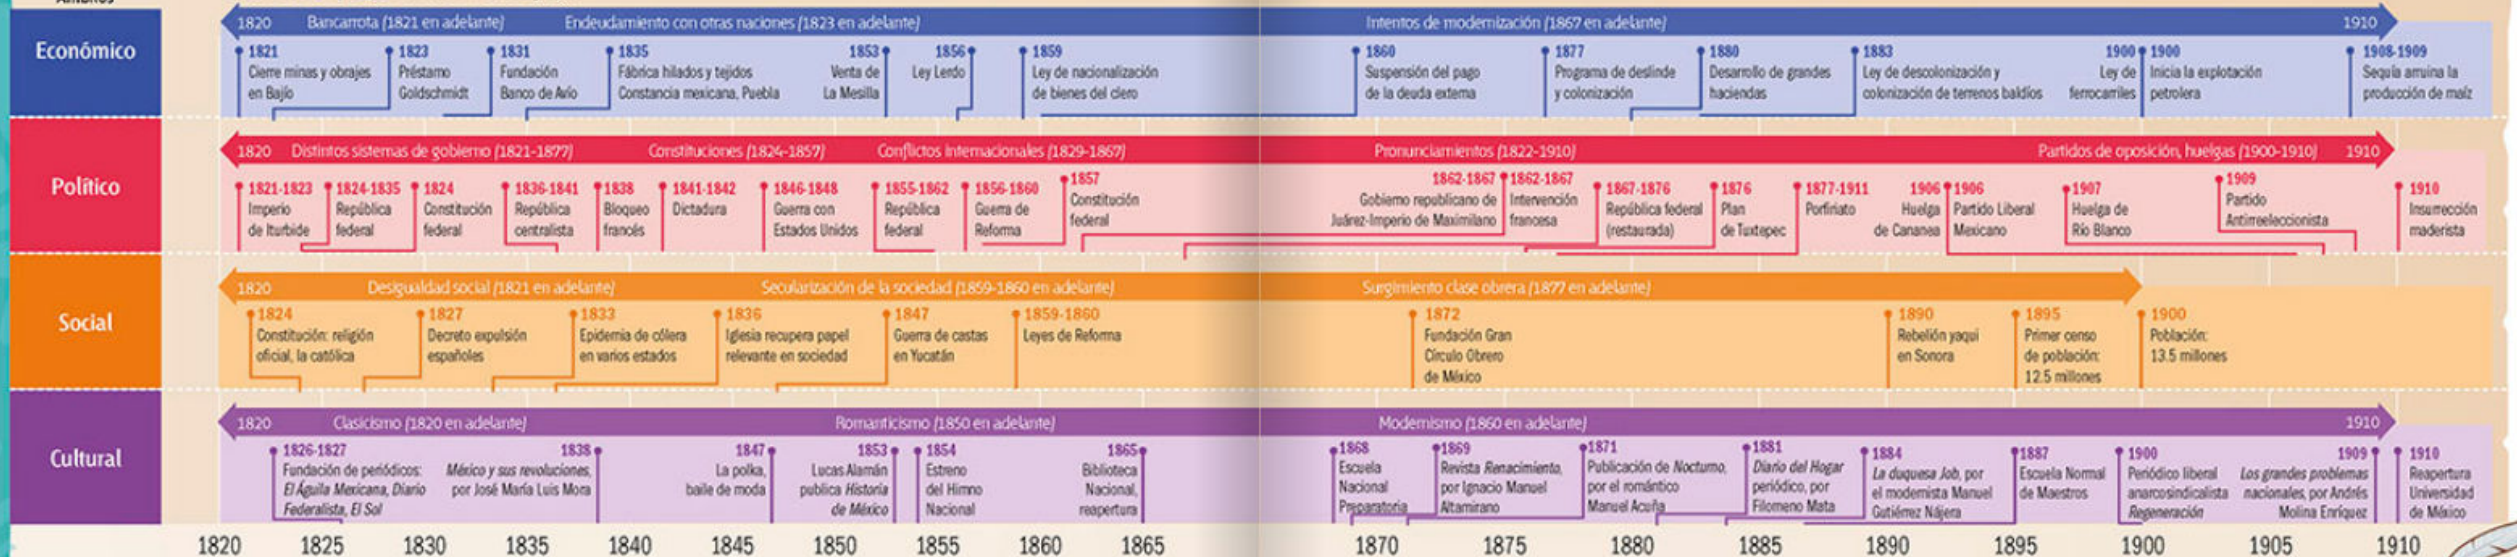 Económico
1820 Bancarrota (1821 en adelante) Endeudamiento con otras naciones (1823 en adelante) Intentos de modernización (1867 en adelante) 1910
1821
Cierre minas y obrajes
en Bajío
1823
Préstamo
Goldschmidt
1831
Fundación
Banco de Avío
1835
Fábrica hilados y tejidos
Constancia mexicana, Puebla
1853
Venta de
La Mesilla
1856
Ley Lerdo
1859
Ley de nacionalización
de bienes del clero
1860
Suspensión del pago
de la deuda externa
1877
Programa de deslinde
y colonización
1880
Desarrollo de grandes
haciendas
1883
Ley de descolonización y
colonización de terrenos baldíos
1900
Ley de
ferrocarriles
1900
Inicia la explotación
petrolera
1908-1909
Sequía arruina la
producción de maíz
Político
1820 Distintos sistemas de gobierno (1821-1877) Constituciones (1824-1857) Conflictos internacionales (1829-1867) Pronunciamientos (1822-1910) Partidos de oposición, huelgas (1900-1910) 1910
1821-1823
Imperio
de Iturbide
1824-1835
República
federal
1824
Constitución
federal
1836-1841
República
centralista
1838
Bloqueo
francés
1841-1842
Dictadura
1846-1848
Guerra con
Estados Unidos
1855-1862
República
federal
1856-1860
Guerra de
Reforma
1857
Constitución
federal
1862-1867
Gobierno republicano de
Juárez-Imperio de Maximilano
1862-1867
Intervención
francesa
1867-1876
República federal
(restaurada)
1876
Plan
de Tuxtepec
1877-1911
Porfiriato
1906
Huelga
de Cananea
1906
Partido Liberal
Mexicano
1907
Huelga de
Río Blanco
1909
Partido
Antirreeleccionista
1910
Insurrección
maderista
Social
1820 Desigualdad social (1821 en adelante) Secularización de la sociedad (1859-1860 en adelante) Surgimiento clase obrera (1877 en adelante)
1824
Constitución: religión
oficial, la católica
1827
Decreto expulsión
españoles
1833
Epidemia de cólera
en varios estados
1836
Iglesia recupera papel
relevante en sociedad
1847
Guerra de castas
en Yucatán
1859-1860
Leyes de Reforma
1872
Fundación Gran
Círculo Obrero
de México
1890
Rebelión yaqui
en Sonora
1895
Primer censo
de población:
12.5 millones
1900
Población:
13.5 millones
Cultural
1820 Clasicismo (1820 en adelante) Romanticismo (1850 en adelante) Modernismo (1860 en adelante) 1910
1826-1827
Fundación de periódicos:
El Águila Mexicana, Diario
Federalista, El Sol
1838
México y sus revoluciones,
por José María Luis Mora
1847
La polka,
baile de moda
1853
Lucas Alamán
publica Historia
de México
1854
Estreno
del Himno
Nacional
1865
Biblioteca
Nacional,
reapertura
1868
Escuela
Nacional
Preparatoria
1869
Revista Renacimiento,
por Ignacio Manuel
Altamirano
1871
Publicación de Nocturno,
por el romántico
Manuel Acuña
1881
Diario del Hogar
periódico, por
Filomeno Mata
1884
La duquesa Job, por
el modernista Manuel
Gutiérrez Nájera
1887
Escuela Normal
de Maestros
1900
Periódico liberal
anarcosindicalista
Regeneración
1909
Los grandes problemas
nacionales, por Andrés
Molina Enríquez
1910
Reapertura
Universidad
de México
1820 1825 1830 1835 1840 1845 1850 1855 1860 1865 1870 1875 1880 1885 1890 1895 1900 1905 1910